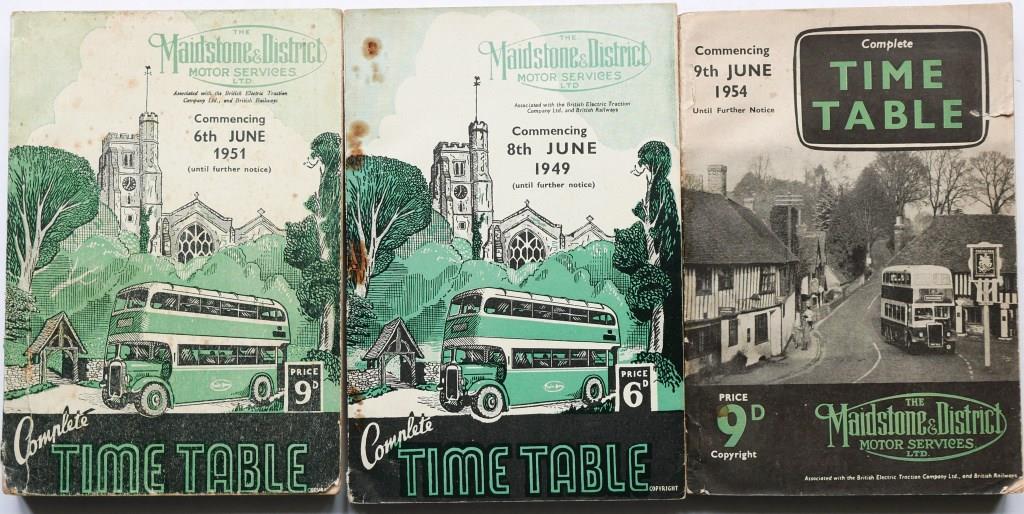 THE
Maidstone & District
MOTOR SERVICES
LTD.
Associated with the British Electric Traction
Company Ltd., and British Railways
Commencing
6th JUNE
1951
(until further notice)
PRICE
9D
Complete
TIME TABLE
THE
Maidstone & District
MOTOR SERVICES
LTD.
Associated with the British Electric Traction
Company Ltd. and British Railways
Commencing
8th JUNE
1949
(until further notice)
PRICE
6D
Complete
TIME TABLE
COPYRIGHT
Commencing
9th JUNE
1954
Until Further Notice
Complete
TIME
TABLE
PRICE
9D
Copyright
THE
Maidstone & District
MOTOR SERVICES
LTD.
Associated with the British Electric Traction Company Ltd., and British Railways